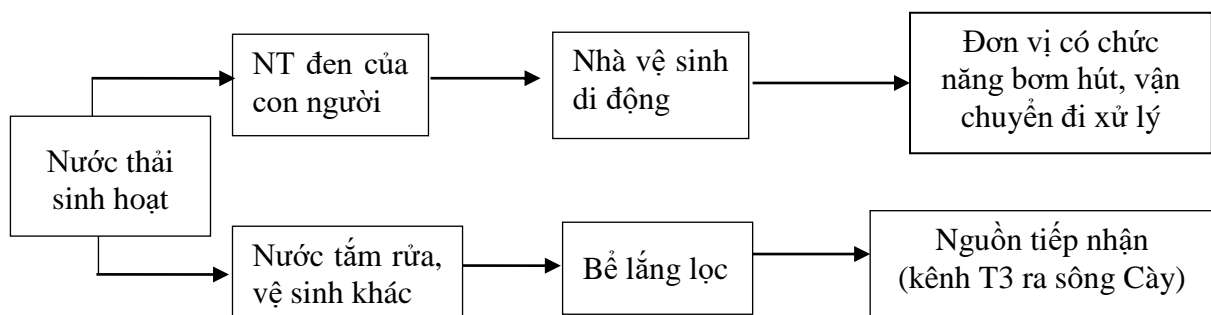 Nước thải
sinh hoạt
NT đen của
con người
Nhà vệ sinh
di động
Đơn vị có chức
năng bơm hút, vận
chuyển đi xử lý
Nước tắm rửa,
vệ sinh khác
Bể lắng lọc
Nguồn tiếp nhận
(kênh T3 ra sông Cày)